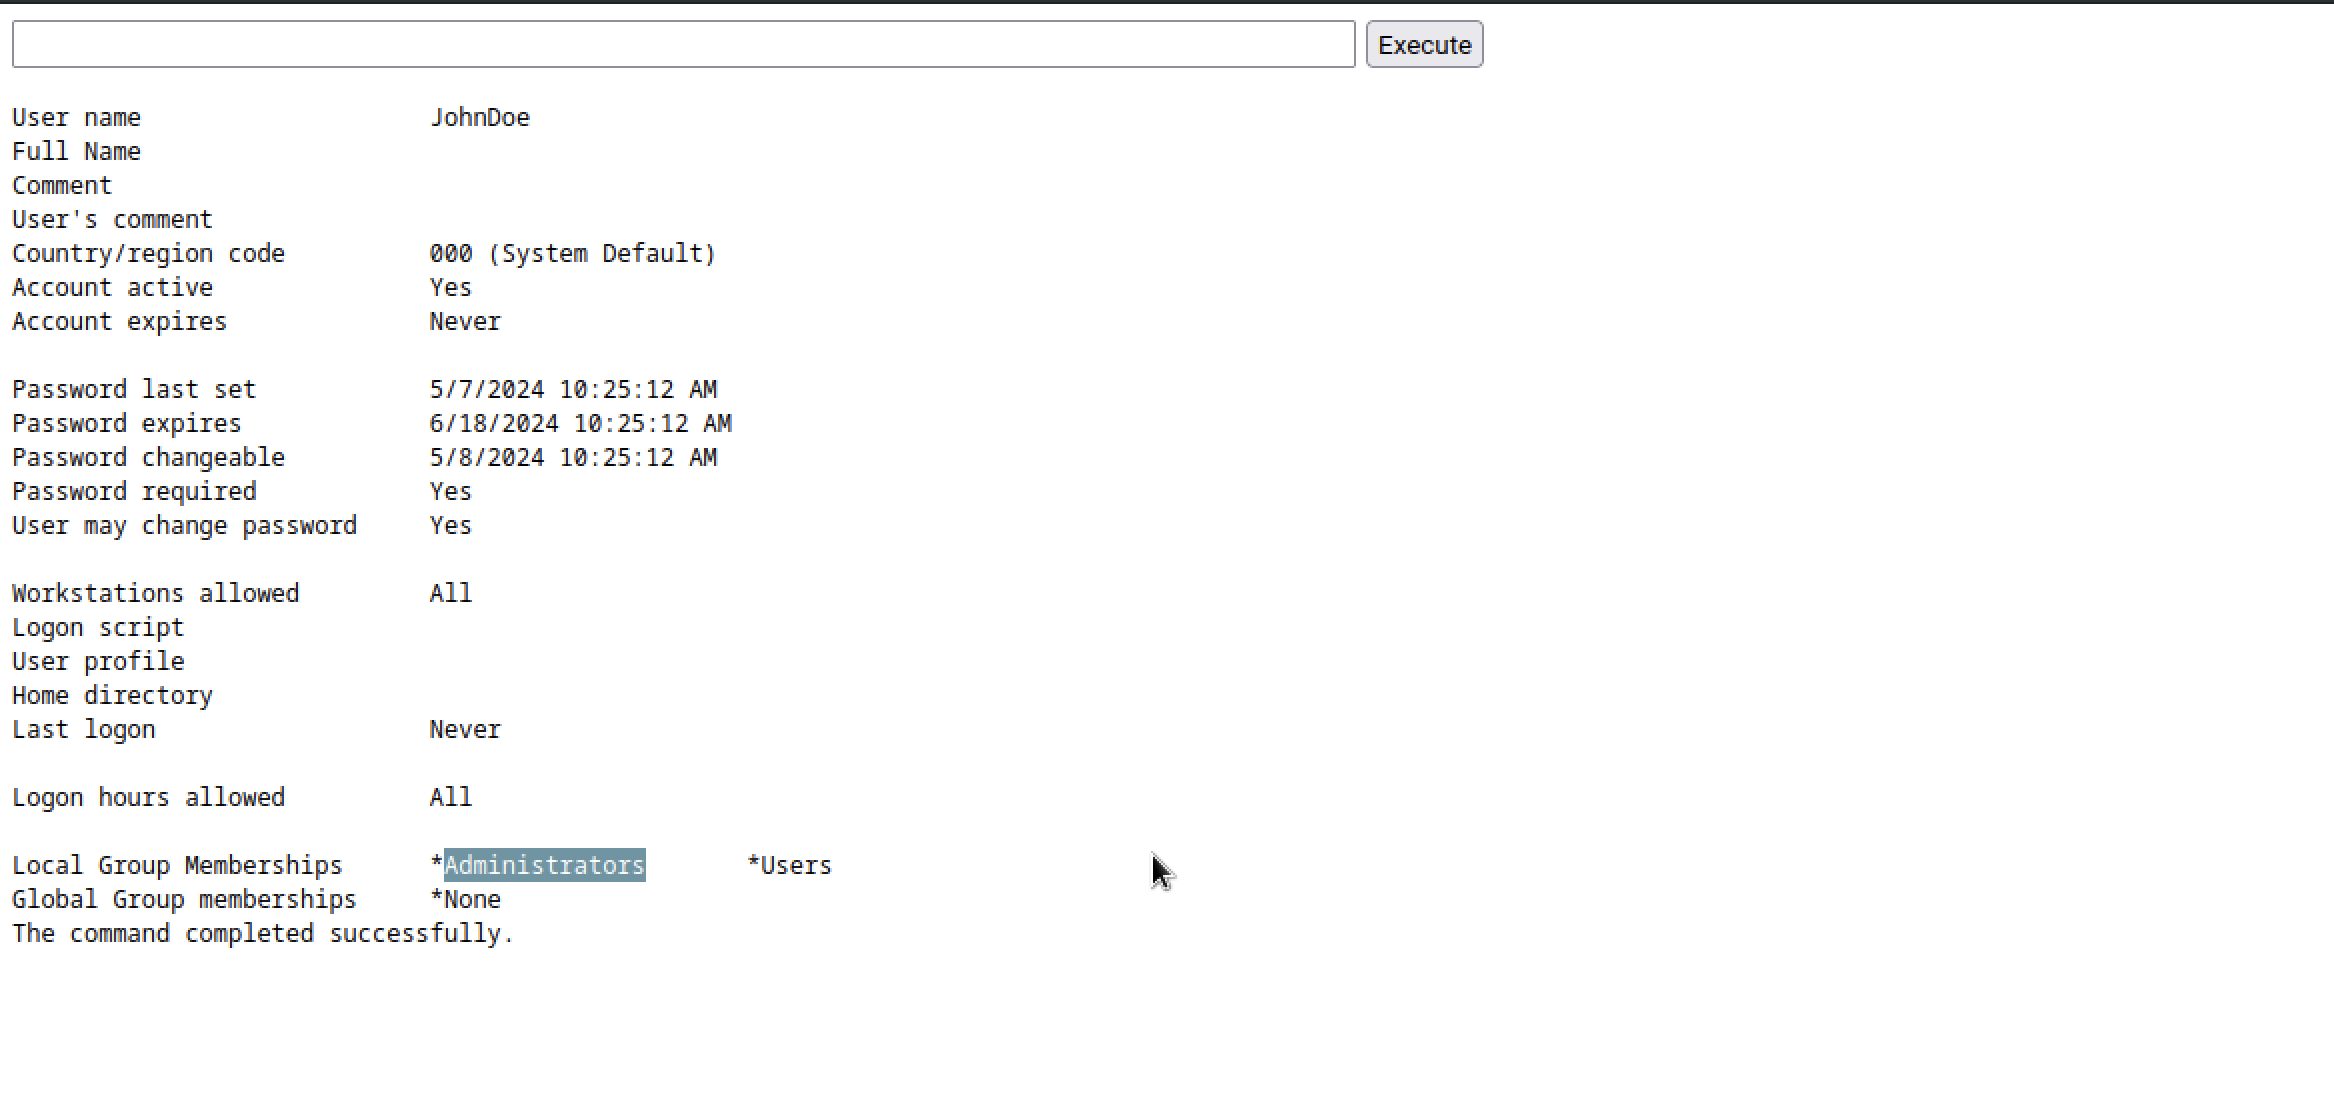 Execute
User name JohnDoe
Full Name
Comment
User's comment
Country/region code 000 (System Default)
Account active Yes
Account expires Never
Password last set 5/7/2024 10:25:12 AM
Password expires 6/18/2024 10:25:12 AM
Password changeable 5/8/2024 10:25:12 AM
Password required Yes
User may change password Yes
Workstations allowed All
Logon script
User profile
Home directory
Last logon Never
Logon hours allowed All
Local Group Memberships *Administrators *Users
Global Group memberships *None
The command completed successfully.